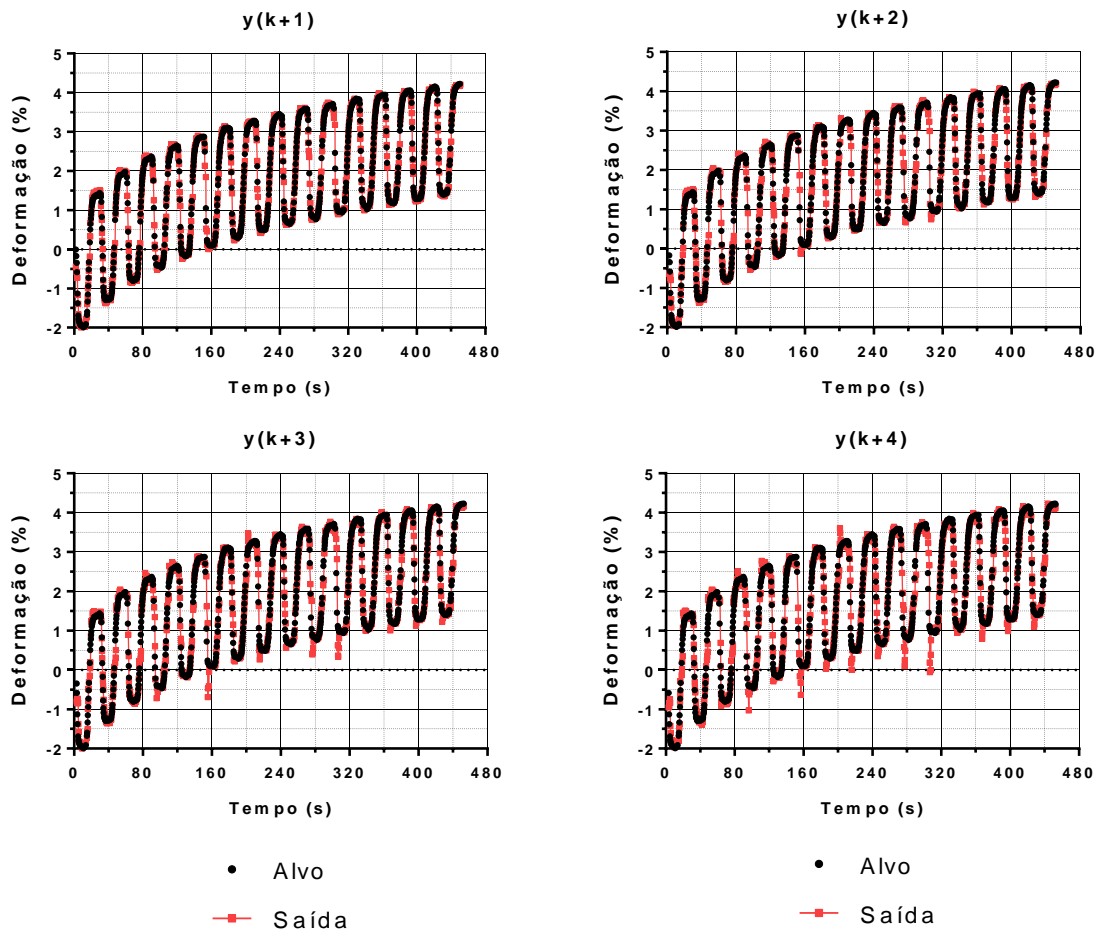 y(k+1)
5
4
3
2
1
0
-1
-2
Deformação (%)
0 80 160 240 320 400 480
Tempo (s)
y(k+2)
5
4
3
2
1
0
-1
-2
Deformação (%)
0 80 160 240 320 400 480
Tempo (s)
y(k+3)
5
4
3
2
1
0
-1
-2
Deformação (%)
0 80 160 240 320 400 480
Tempo (s)
y(k+4)
5
4
3
2
1
0
-1
-2
Deformação (%)
0 80 160 240 320 400 480
Tempo (s)
Alvo
Saída
Alvo
Saída